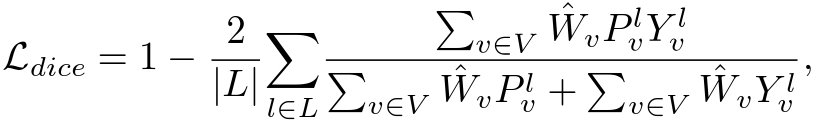 $\mathcal{L}_{dice} = 1 - \frac{2}{|L|} \sum_{l \in L} \frac{\sum_{v \in V} \hat{W}_v P_v^l Y_v^l}{\sum_{v \in V} \hat{W}_v P_v^l + \sum_{v \in V} \hat{W}_v Y_v^l},$